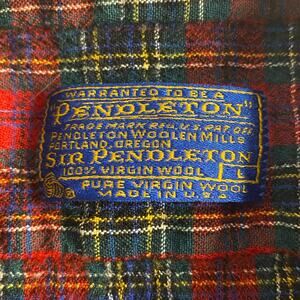 WARRANTED TO BE A
"PENDLETON"
TRADE MARK REG. U.S. PAT. OFF.
PENDLETON WOOLEN MILLS
PORTLAND, OREGON
SIR PENDLETON
100% VIRGIN WOOL L
PURE VIRGIN WOOL
MADE IN U.S.A.